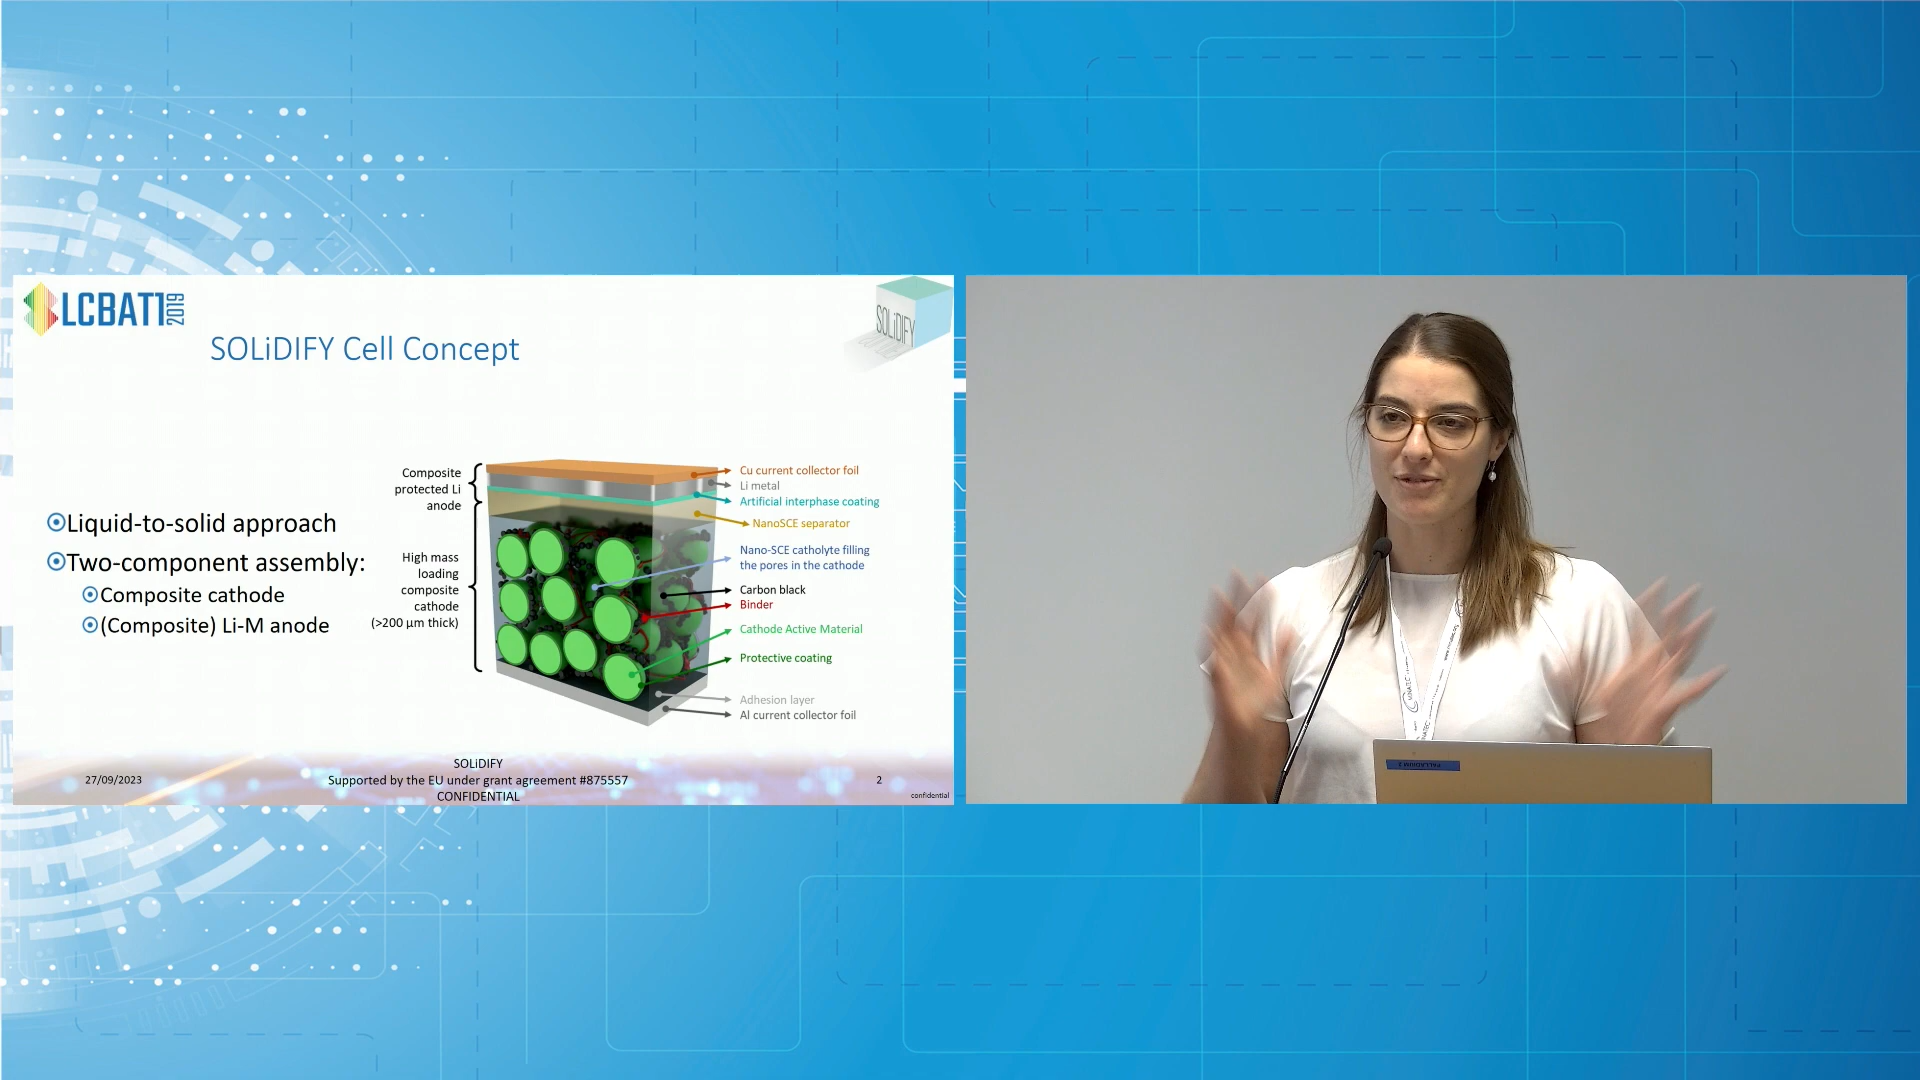 LCBAT1 2019
SOLiDIFY
SOLiDIFY Cell Concept
Liquid-to-solid approach
Two-component assembly:
Composite cathode
(Composite) Li-M anode
Composite
protected Li
anode
High mass
loading
composite
cathode
(>200 µm thick)
Cu current collector foil
Li metal
Artificial interphase coating
NanoSCE separator
Nano-SCE catholyte filling
the pores in the cathode
Carbon black
Binder
Cathode Active Material
Protective coating
Adhesion layer
Al current collector foil
27/09/2023
SOLiDIFY
Supported by the EU under grant agreement #875557
CONFIDENTIAL
2
confidential
PALLADIUM 2